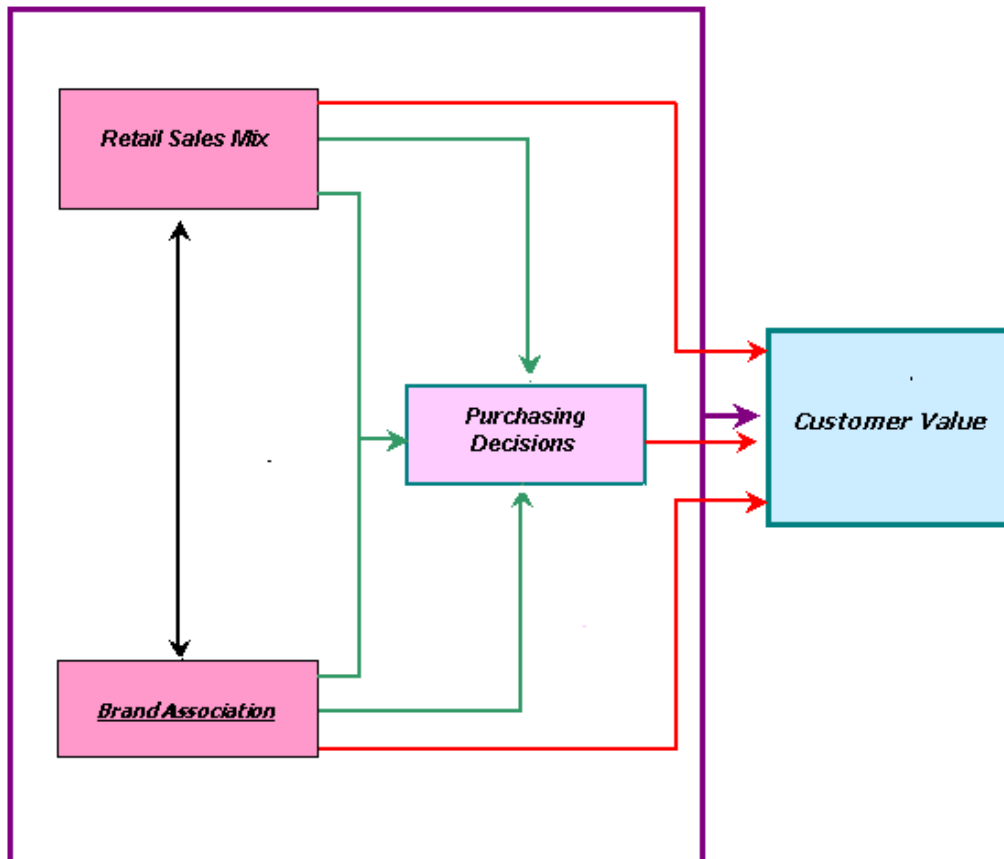 Retail Sales Mix
Purchasing
Decisions
Customer Value
Brand Association